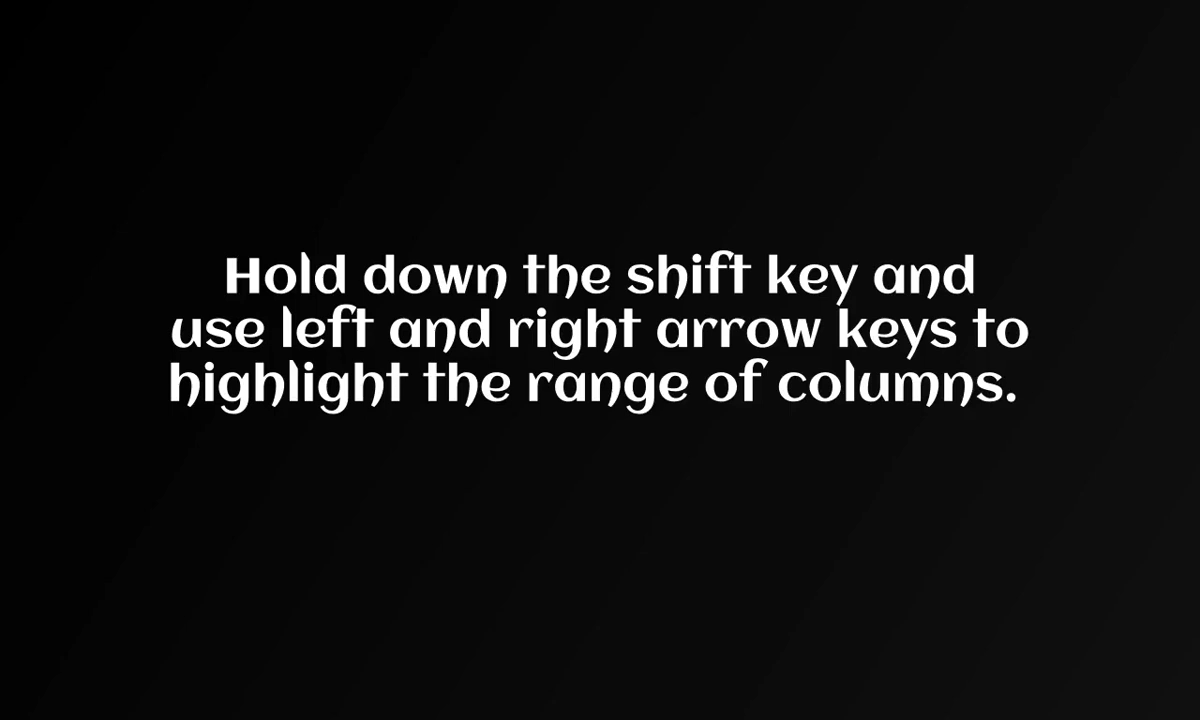 Hold down the shift key and
use left and right arrow keys to
highlight the range of columns.